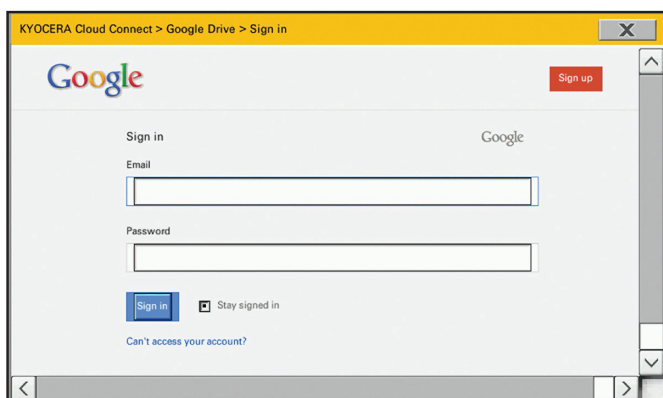 KYOCERA Cloud Connect > Google Drive > Sign in
X
Google
Sign up
Sign in
Google
Email
Password
Sign in
Stay signed in
Can't access your account?